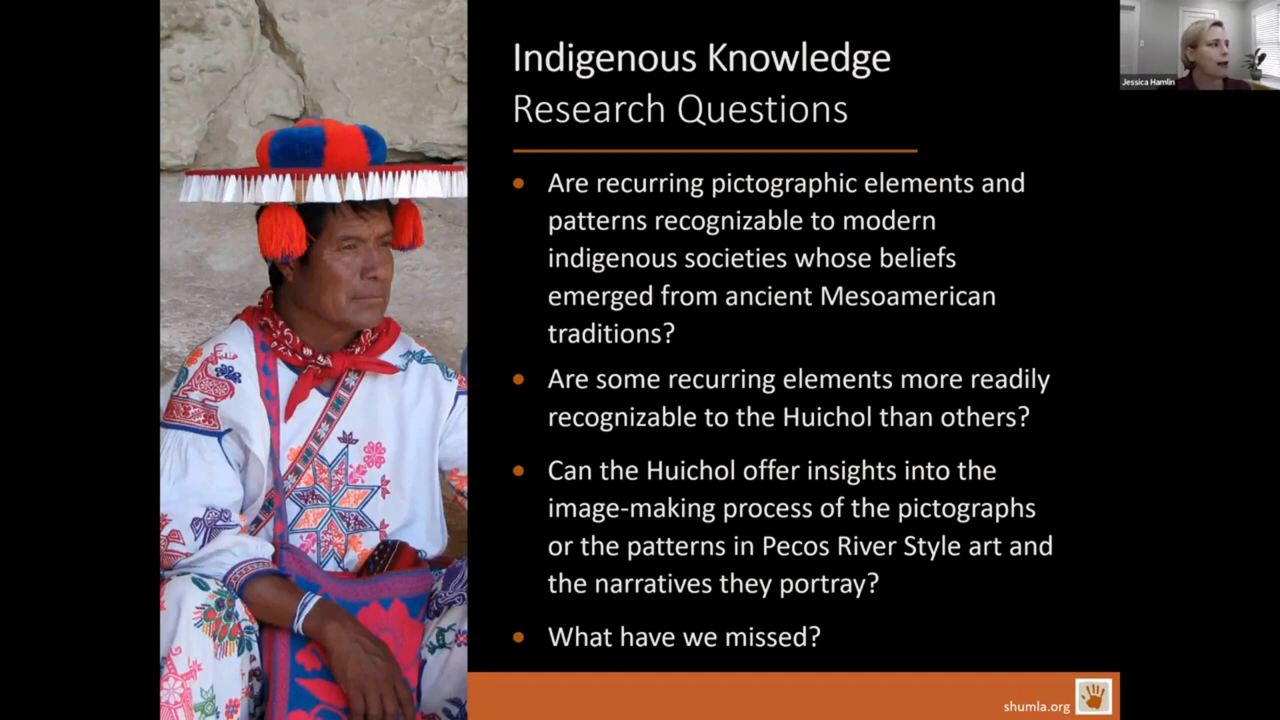 Indigenous Knowledge
Research Questions
Jessica Hamlin
• Are recurring pictographic elements and
patterns recognizable to modern
indigenous societies whose beliefs
emerged from ancient Mesoamerican
traditions?
• Are some recurring elements more readily
recognizable to the Huichol than others?
• Can the Huichol offer insights into the
image-making process of the pictographs
or the patterns in Pecos River Style art and
the narratives they portray?
• What have we missed?
shumla.org